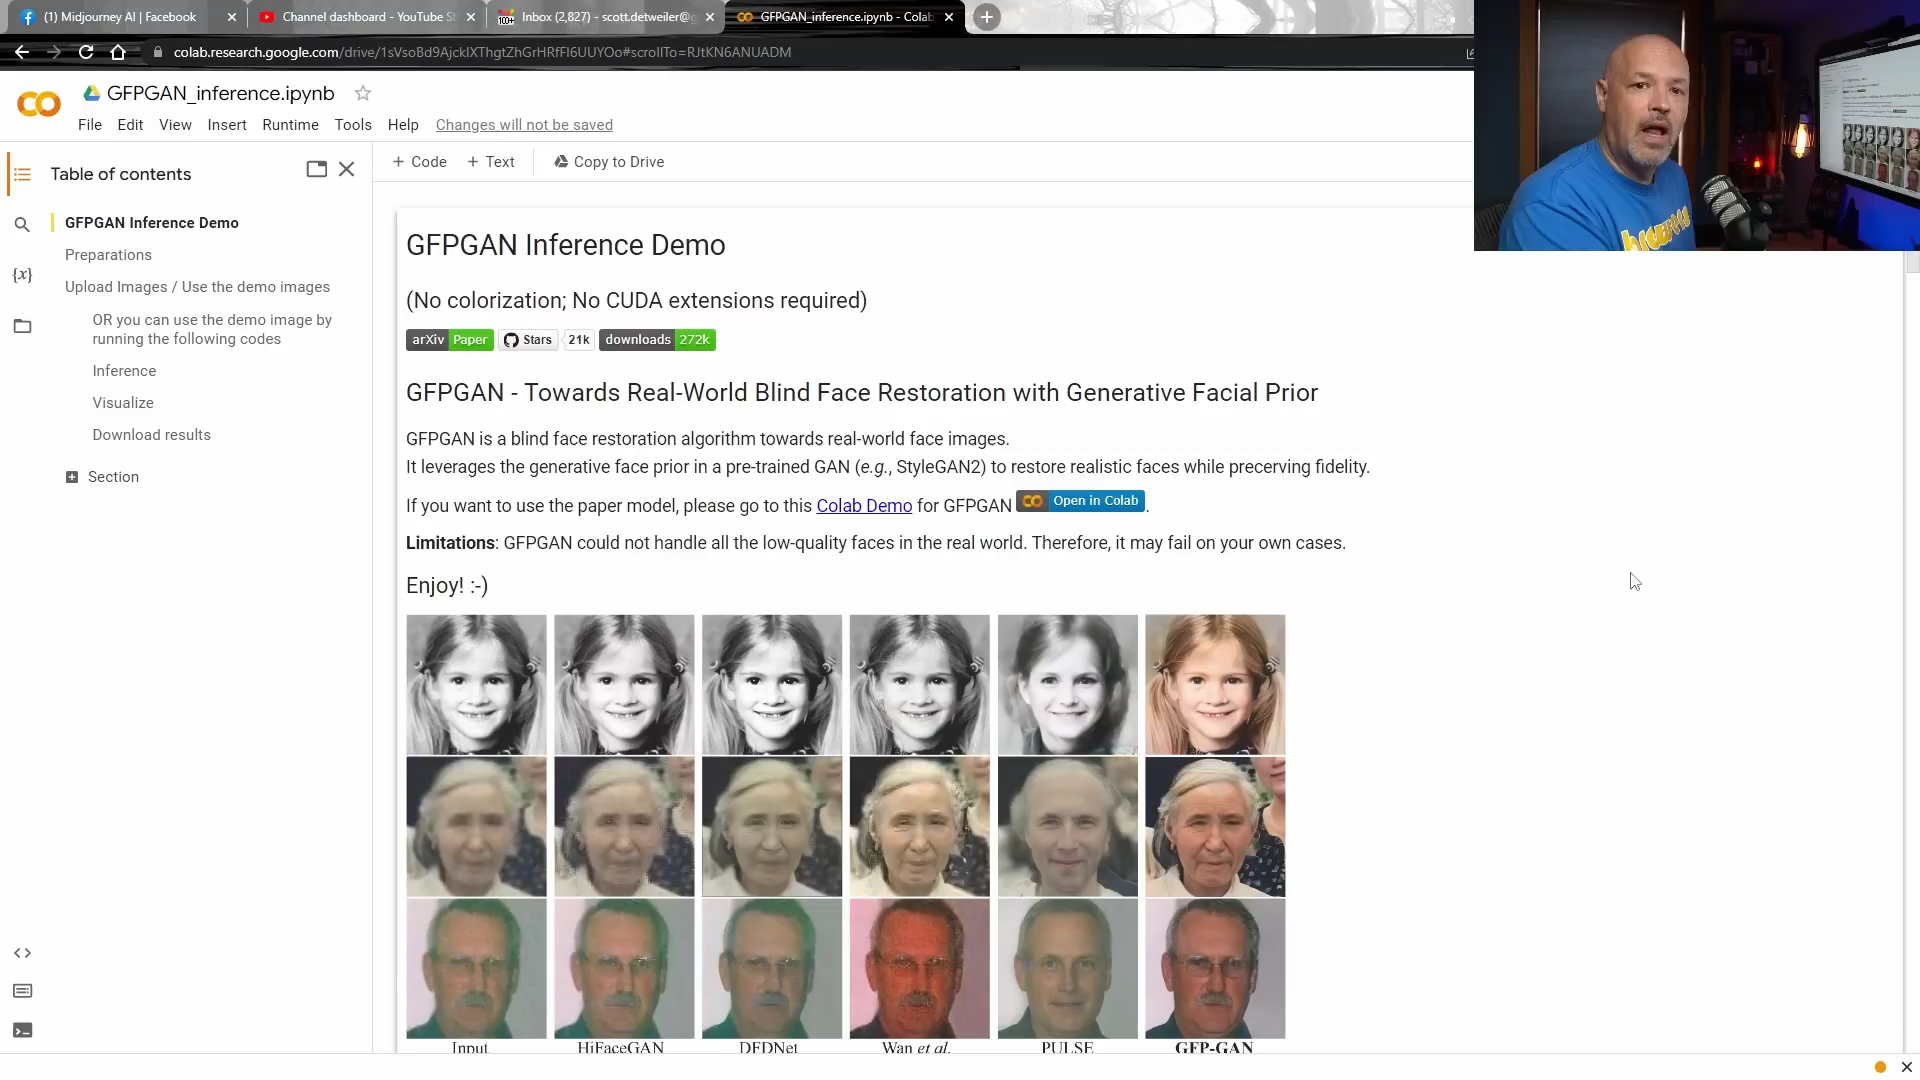 (1) Midjourney AI | Facebook
Channel dashboard - YouTube St
Inbox (2,827) - scott.detweiler@g
GFPGAN_inference.ipynb - Colab
colab.research.google.com/drive/1sVsoBd9AjckIXThgtZhGrHRfFI6UUYOo#scrollTo=RJtKN6ANUADM
GFPGAN_inference.ipynb
File Edit View Insert Runtime Tools Help Changes will not be saved
Table of contents
+ Code + Text Copy to Drive
GFPGAN Inference Demo
Preparations
Upload Images / Use the demo images
OR you can use the demo image by
running the following codes
Inference
Visualize
Download results
Section
GFPGAN Inference Demo
(No colorization; No CUDA extensions required)
arXiv Paper Stars 21k downloads 272k
GFPGAN - Towards Real-World Blind Face Restoration with Generative Facial Prior
GFPGAN is a blind face restoration algorithm towards real-world face images.
It leverages the generative face prior in a pre-trained GAN (e.g., StyleGAN2) to restore realistic faces while precerving fidelity.
If you want to use the paper model, please go to this Colab Demo for GFPGAN Open in Colab .
Limitations: GFPGAN could not handle all the low-quality faces in the real world. Therefore, it may fail on your own cases.
Enjoy! :-)
Input HiFaceGAN DFDNet Wan et al. PULSE GFP-GAN